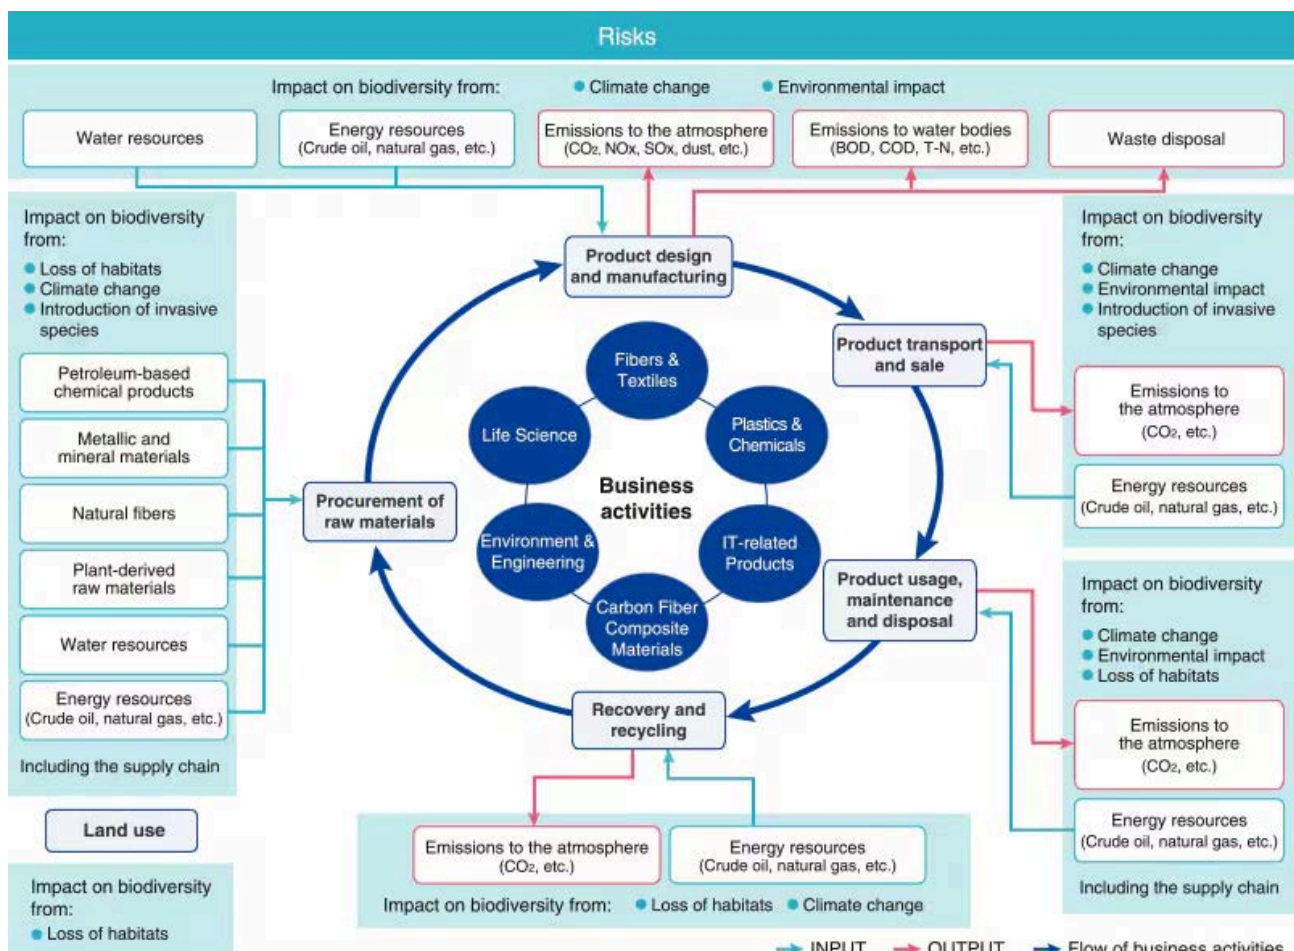 Risks
Impact on biodiversity from:
Climate change
Environmental impact
Water resources
Energy resources
(Crude oil, natural gas, etc.)
Emissions to the atmosphere
(CO₂, NOx, SOx, dust, etc.)
Emissions to water bodies
(BOD, COD, T-N, etc.)
Waste disposal
Impact on biodiversity
from:
Loss of habitats
Climate change
Introduction of invasive
species
Petroleum-based
chemical products
Metallic and
mineral materials
Natural fibers
Plant-derived
raw materials
Water resources
Energy resources
(Crude oil, natural gas, etc.)
Including the supply chain
Land use
Impact on biodiversity
from:
Loss of habitats
Product design
and manufacturing
Product transport
and sale
Product usage,
maintenance
and disposal
Recovery and
recycling
Procurement of
raw materials
Business
activities
Fibers &
Textiles
Plastics &
Chemicals
IT-related
Products
Carbon Fiber
Composite
Materials
Environment &
Engineering
Life Science
Impact on biodiversity
from:
Climate change
Environmental impact
Introduction of invasive
species
Emissions to
the atmosphere
(CO₂, etc.)
Energy resources
(Crude oil, natural gas, etc.)
Impact on biodiversity
from:
Climate change
Environmental impact
Loss of habitats
Emissions to
the atmosphere
(CO₂, etc.)
Energy resources
(Crude oil, natural gas, etc.)
Including the supply chain
Emissions to the atmosphere
(CO₂, etc.)
Energy resources
(Crude oil, natural gas, etc.)
Impact on biodiversity from:
Loss of habitats
Climate change
INPUT
OUTPUT
Flow of business activities